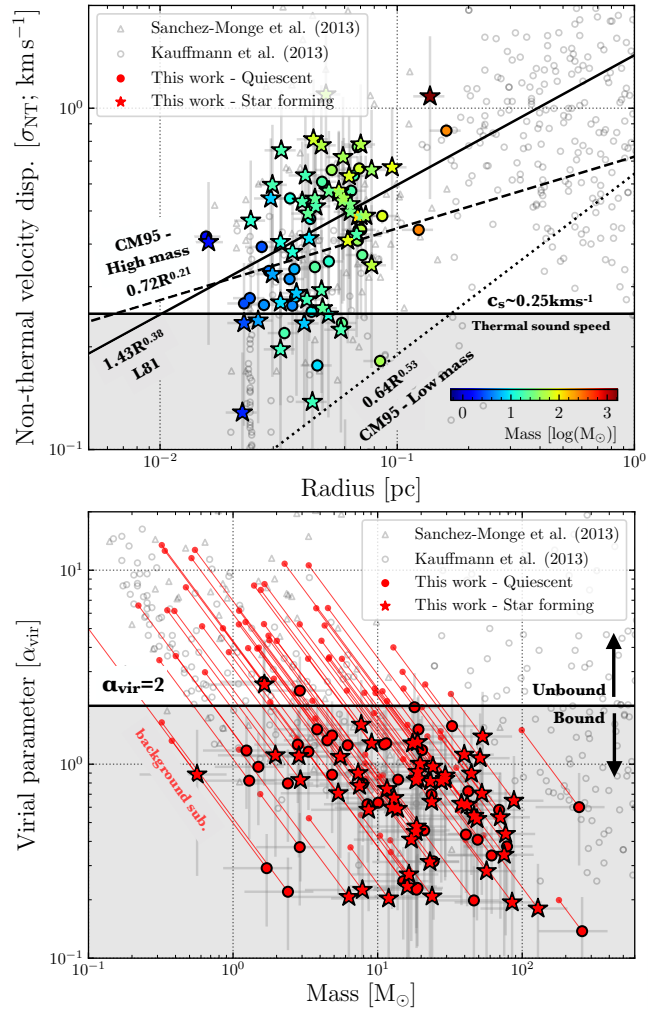 Sanchez-Monge et al. (2013)
Kauffmann et al. (2013)
This work - Quiescent
This work - Star forming
Non-thermal velocity disp. [σ_NT; km s⁻¹]
10⁰
10⁻¹
CM95 -
High mass
0.72R^0.21
1.43R^0.38
L81
c_s~0.25kms⁻¹
Thermal sound speed
0.64R^0.53
CM95 - Low mass
0 1 2 3
Mass [log(M☉)]
10⁻² 10⁻¹ 10⁰
Radius [pc]
Sanchez-Monge et al. (2013)
Kauffmann et al. (2013)
This work - Quiescent
This work - Star forming
Virial parameter [α_vir]
10¹
10⁰
10⁻¹
α_vir=2
Unbound
Bound
background sub.
10⁻¹ 10⁰ 10¹ 10²
Mass [M☉]